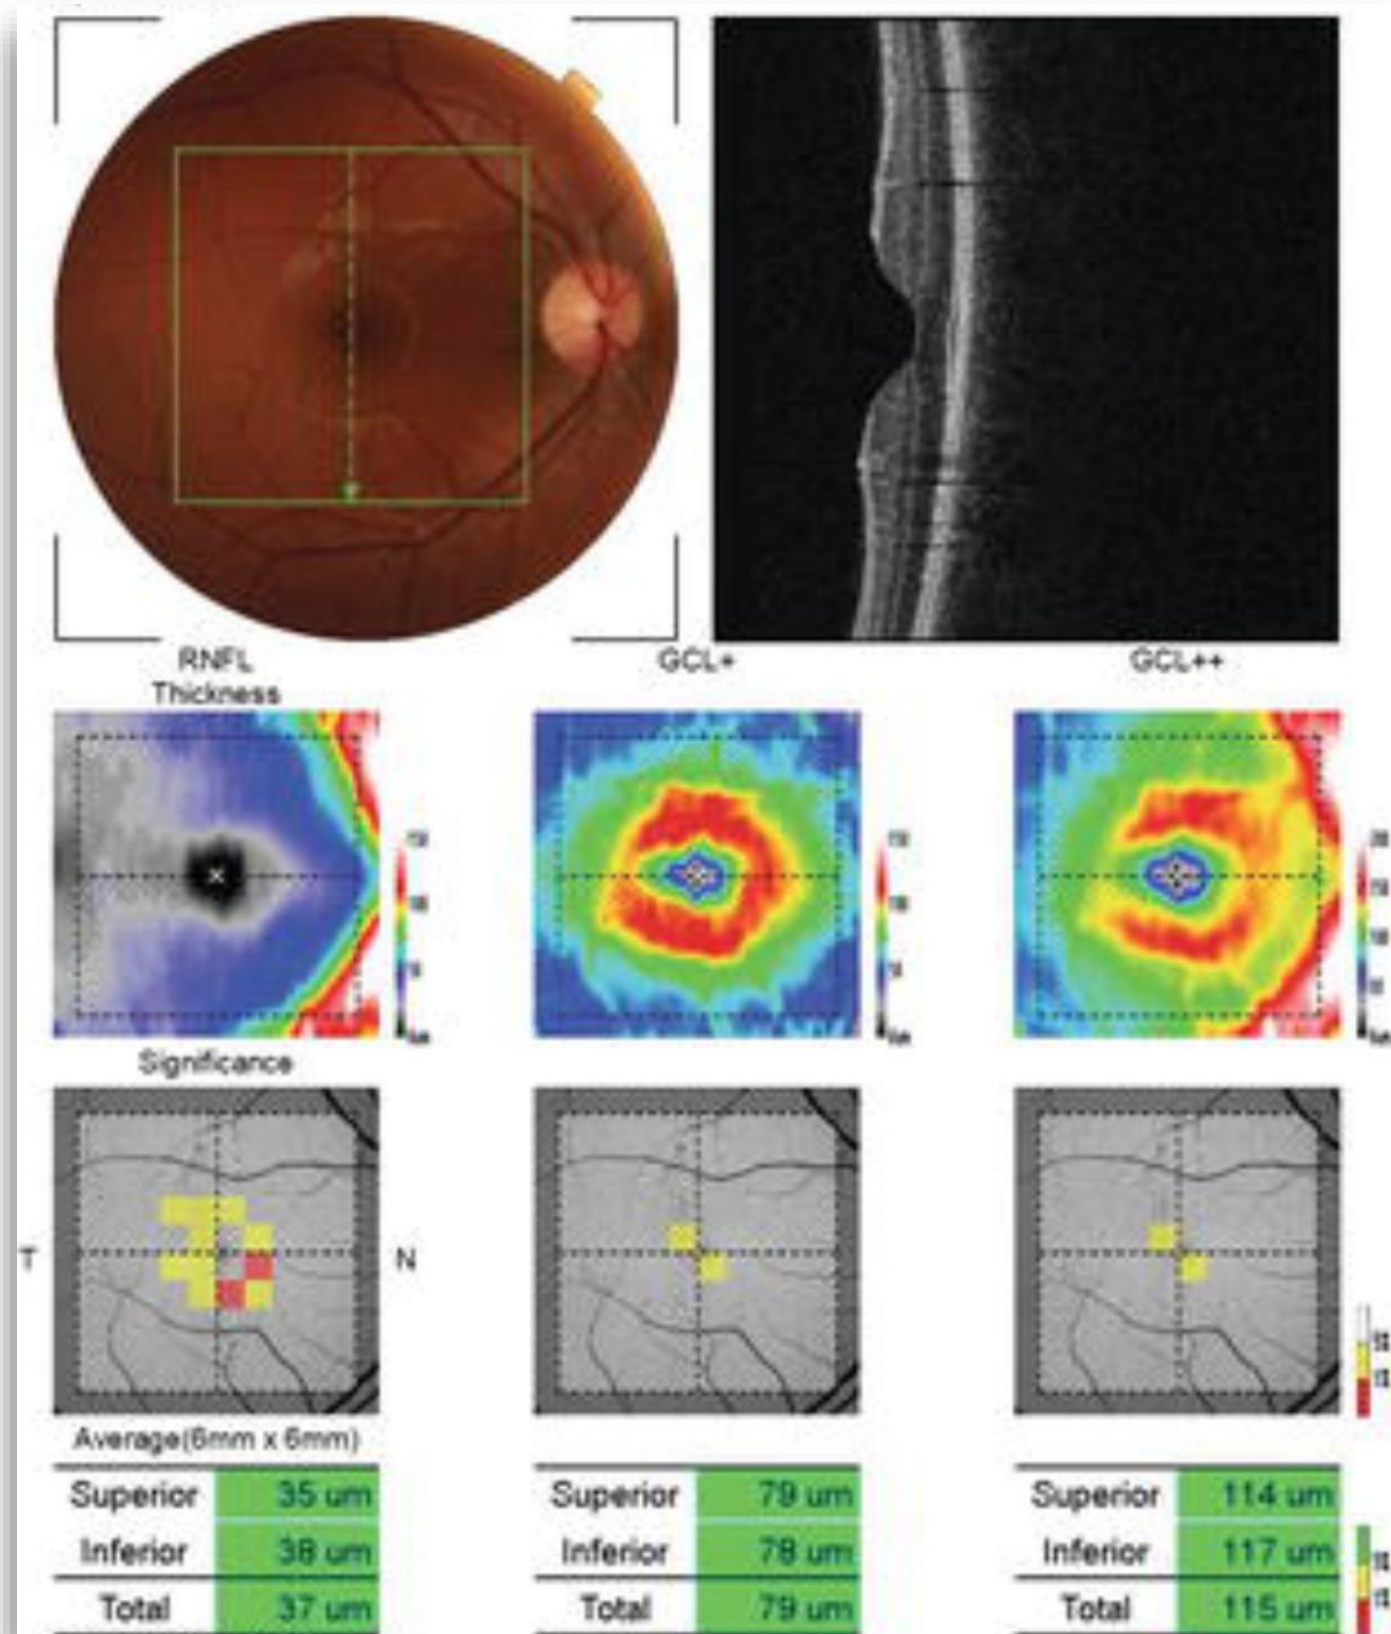 RNFL GCL+ GCL++
Thickness
Significance
T N
Average(6mm x 6mm)
Superior 35 um Superior 79 um Superior 114 um
Inferior 38 um Inferior 78 um Inferior 117 um
Total 37 um Total 79 um Total 115 um